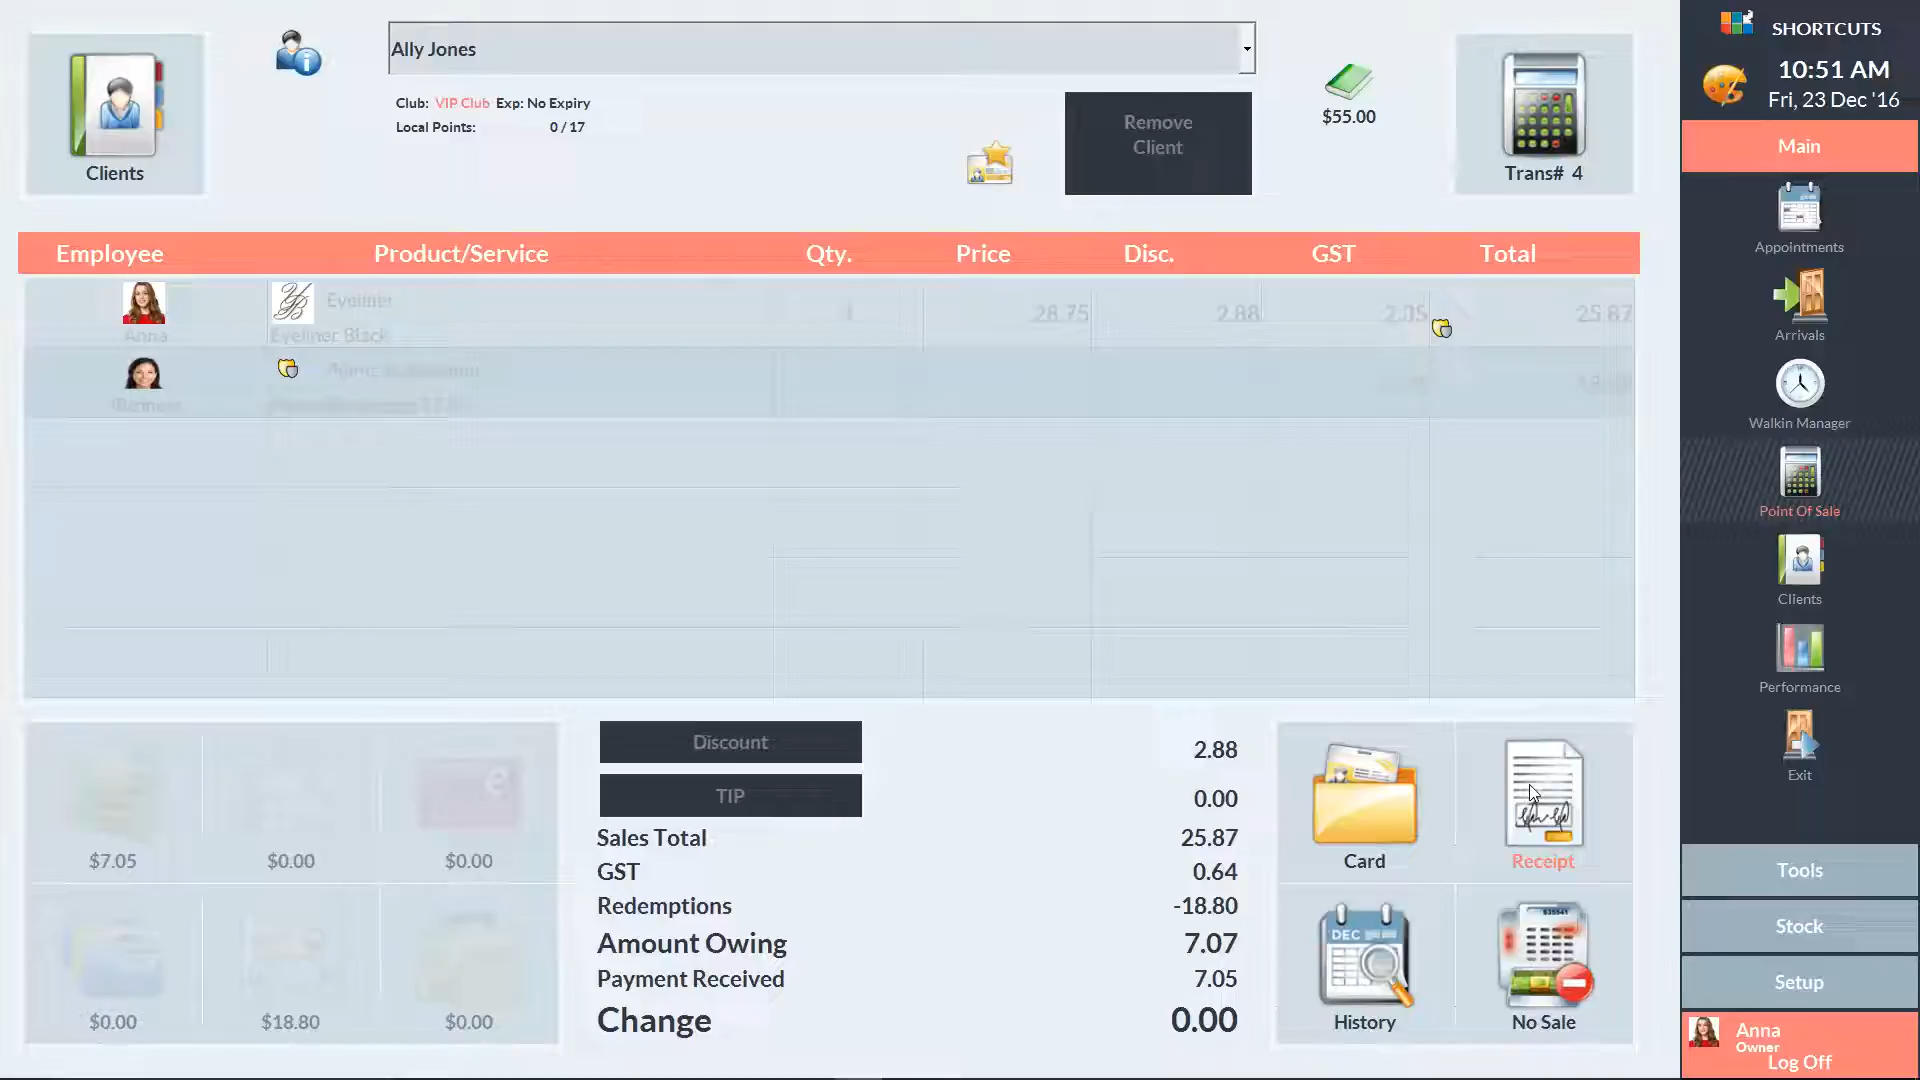 Ally Jones
Club: VIP Club Exp: No Expiry
Local Points: 0 / 17
Clients
Remove
Client
$55.00
Trans# 4
Employee Product/Service Qty. Price Disc. GST Total
Eyeliner
Anna Eyeliner Black 1 28.75 2.88 25.87
$7.05 $0.00 $0.00
$0.00 $18.80 $0.00
Discount 2.88
TIP 0.00
Sales Total 25.87
GST 0.64
Redemptions -18.80
Amount Owing 7.07
Payment Received 7.05
Change 0.00
Card
Receipt
DEC
History
No Sale
SHORTCUTS
10:51 AM
Fri, 23 Dec '16
Main
Appointments
Arrivals
Walkin Manager
Point Of Sale
Clients
Performance
Exit
Tools
Stock
Setup
Anna
Owner
Log Off